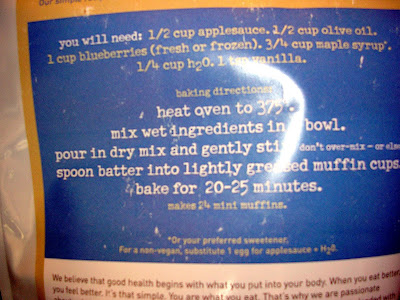 you will need: 1/2 cup applesauce. 1/2 cup olive oil.
1 cup blueberries (fresh or frozen). 3/4 cup maple syrup*.
1/4 cup h2o. 1 tsp vanilla.
baking directions:
heat oven to 375°.
mix wet ingredients in bowl.
pour in dry mix and gently stir don't over-mix - or else
spoon batter into lightly greased muffin cups.
bake for 20-25 minutes.
makes 24 mini muffins.
*Or your preferred sweetener.
For a non-vegan, substitute 1 egg for applesauce + H2O.
We believe that good health begins with what you put into your body. When you eat better,
you feel better. It's that simple. You are what you eat. That's why we are passionate